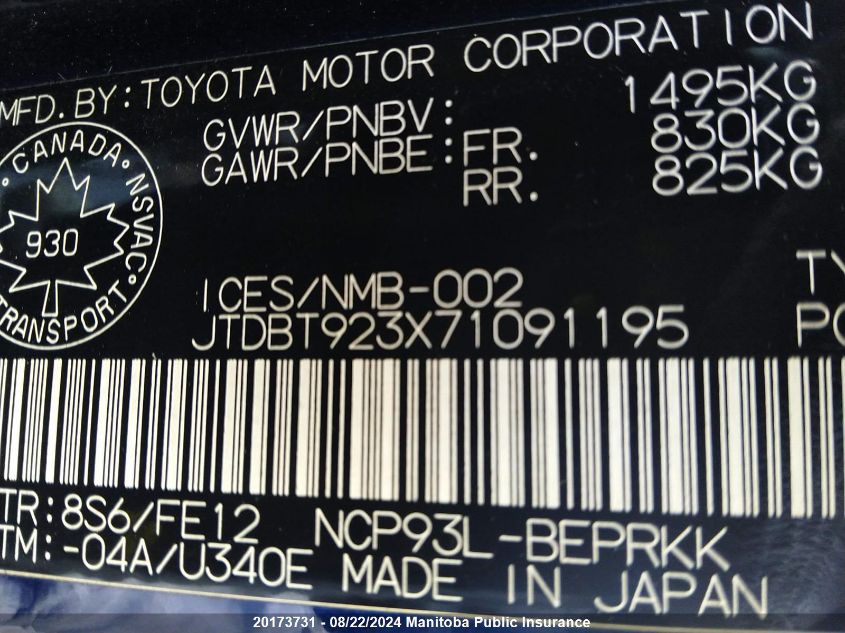 MFD. BY: TOYOTA MOTOR CORPORATION
GVWR/PNBV: 1495KG
GAWR/PNBE: FR. 830KG
RR. 825KG
CANADA NSVAC
930
TRANSPORT
ICES/NMB-002
TY
JTDBT923X71091195
PO
TR: 8S6/FE12 NCP93L-BEPRKK
TM: -04A/U340E MADE IN JAPAN
20173731 - 08/22/2024 Manitoba Public Insurance